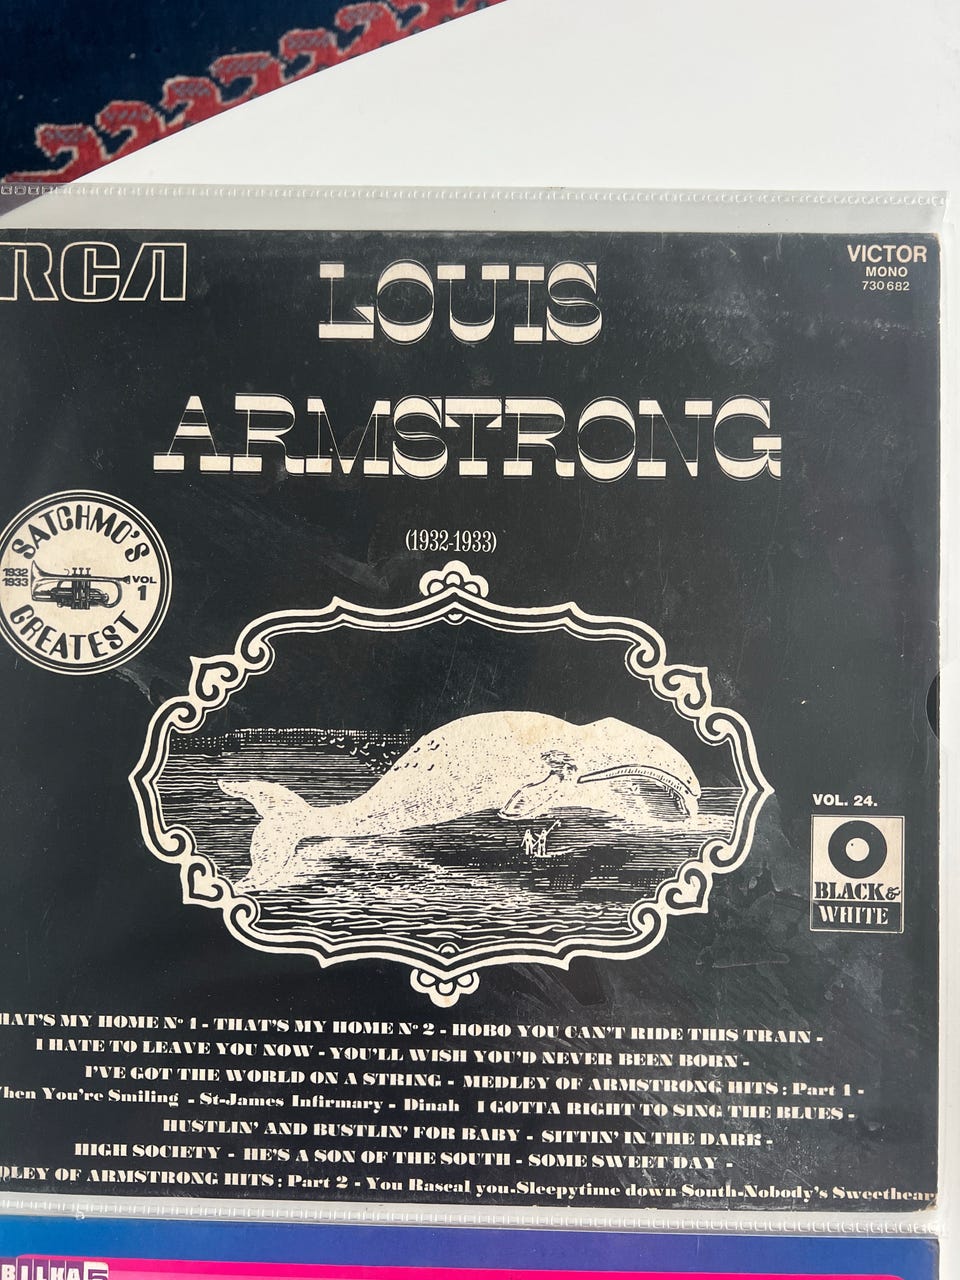 RCA
VICTOR
MONO
730 682
LOUIS
ARMSTRONG
(1932-1933)
SATCHMO'S
1932
1933
VOL
1
GREATEST
VOL. 24.
BLACK &
WHITE
HAT'S MY HOME Nº 1 - THAT'S MY HOME Nº 2 - HOBO YOU CAN'T RIDE THIS TRAIN -
I HATE TO LEAVE YOU NOW - YOU'LL WISH YOU'D NEVER BEEN BORN -
I'VE GOT THE WORLD ON A STRING - MEDLEY OF ARMSTRONG HITS : Part 1 -
When You're Smiling - St-James Infirmary - Dinah I GOTTA RIGHT TO SING THE BLUES -
HUSTLIN' AND BUSTLIN' FOR BABY - SITTIN' IN THE DARK -
HIGH SOCIETY - HE'S A SON OF THE SOUTH - SOME SWEET DAY -
DLEY OF ARMSTRONG HITS : Part 2 - You Rascal you-Sleepytime down South-Nobody's Sweethear
BILKA